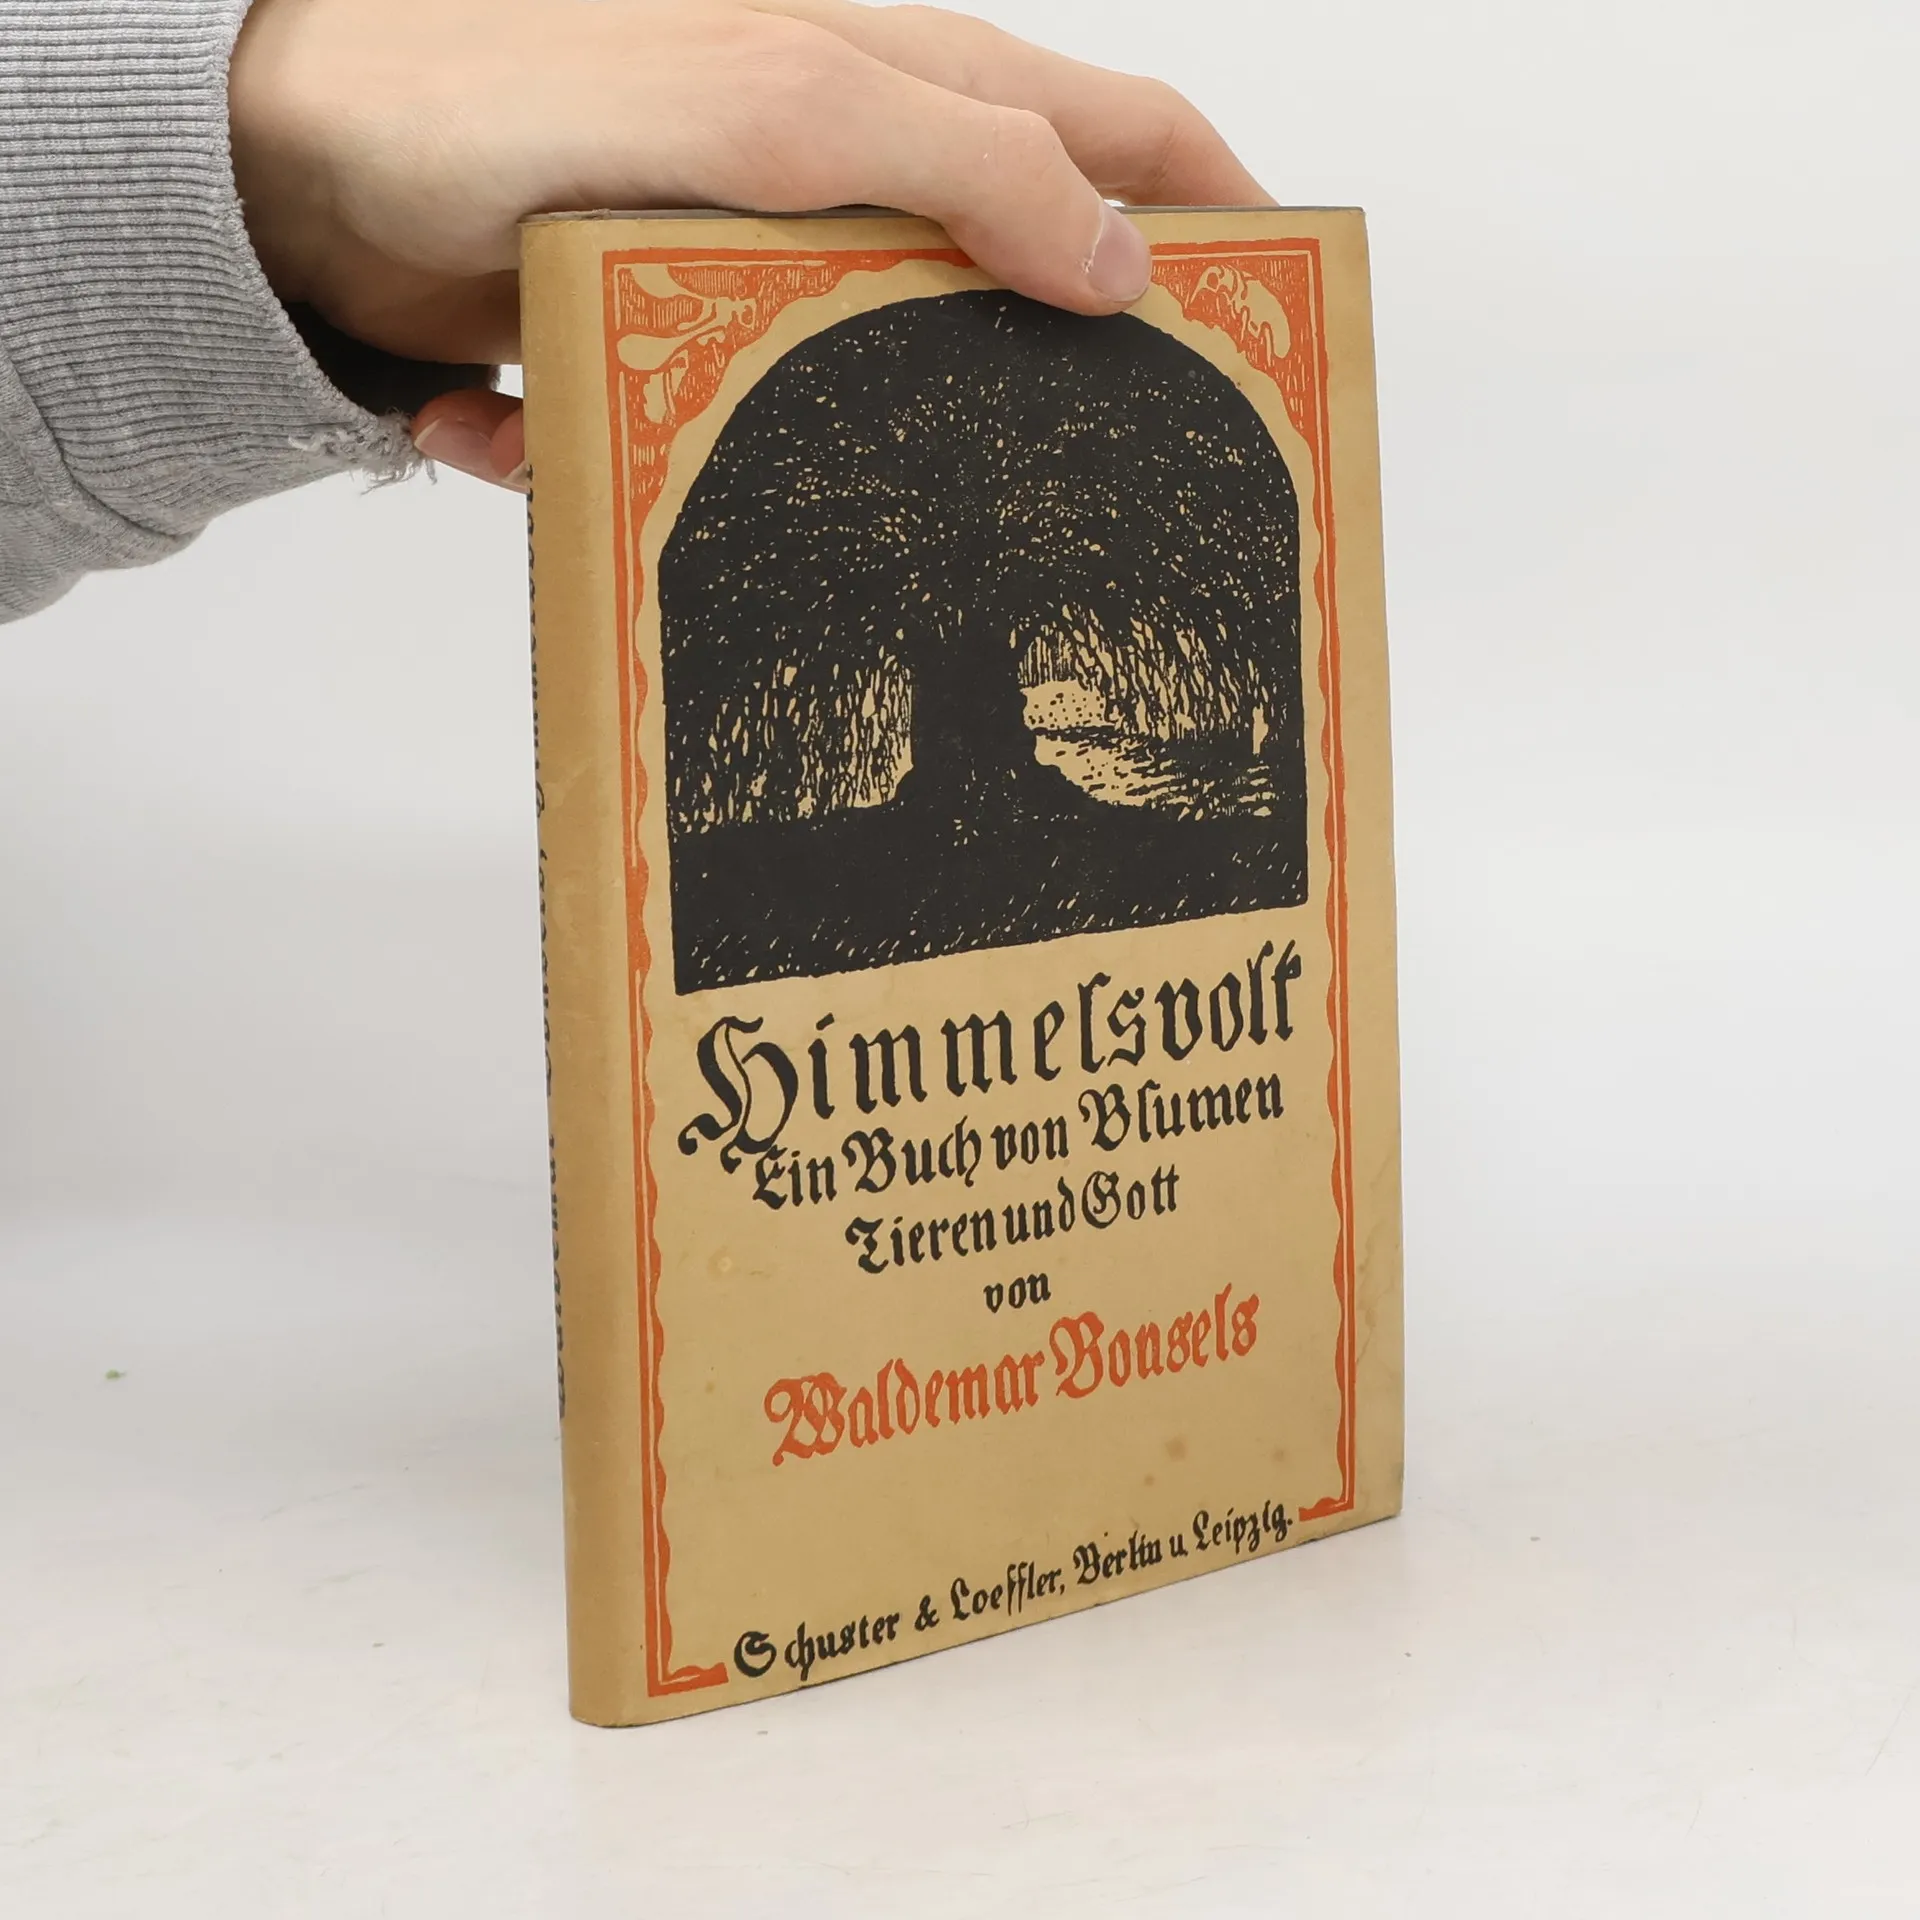 Himmelsvolk
Ein Buch von Blumen
Tieren und Gott
von
Waldemar Bonsels
Schuster & Loeffler, Berlin u. Leipzig.